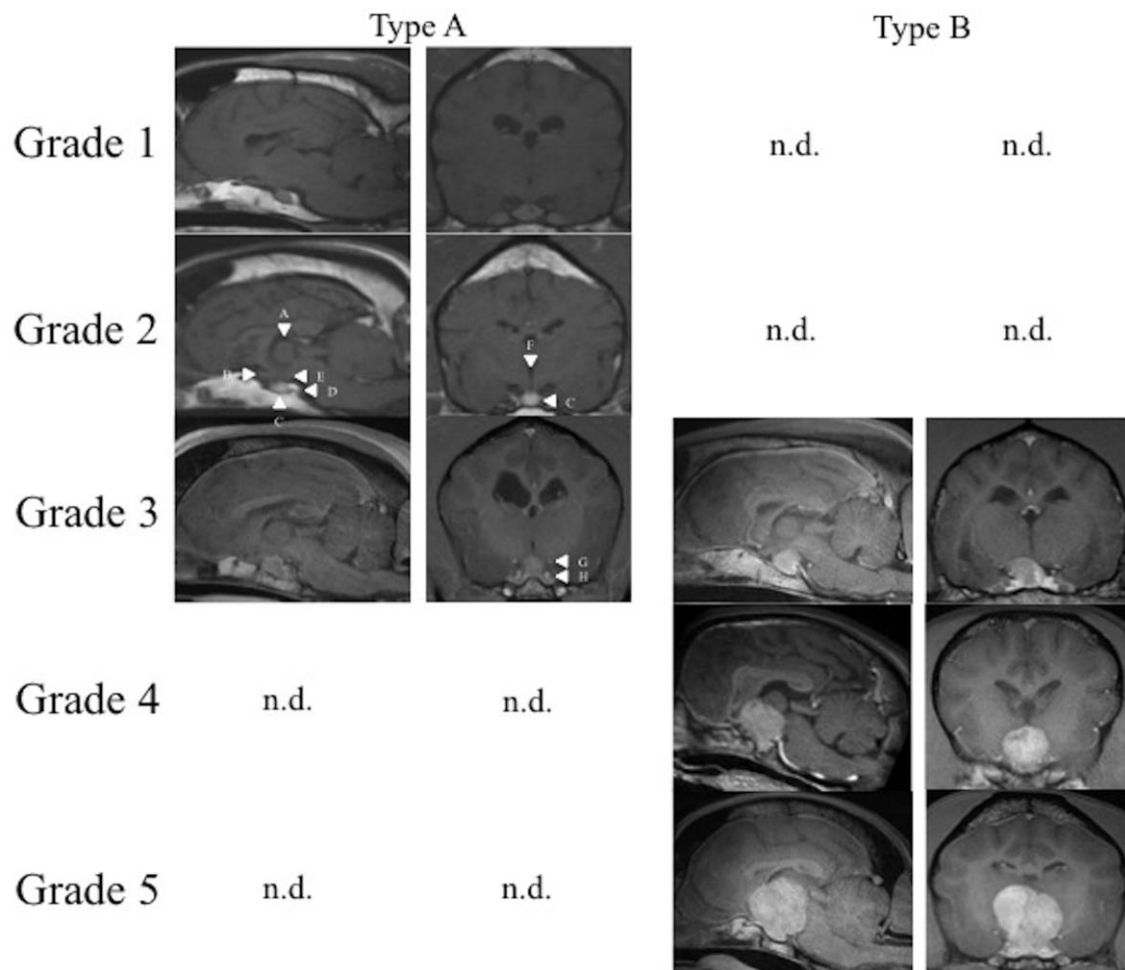 Type A
Type B
Grade 1
n.d.
n.d.
Grade 2
A
F
B
E
D
C
C
n.d.
n.d.
Grade 3
G
H
Grade 4
n.d.
n.d.
Grade 5
n.d.
n.d.